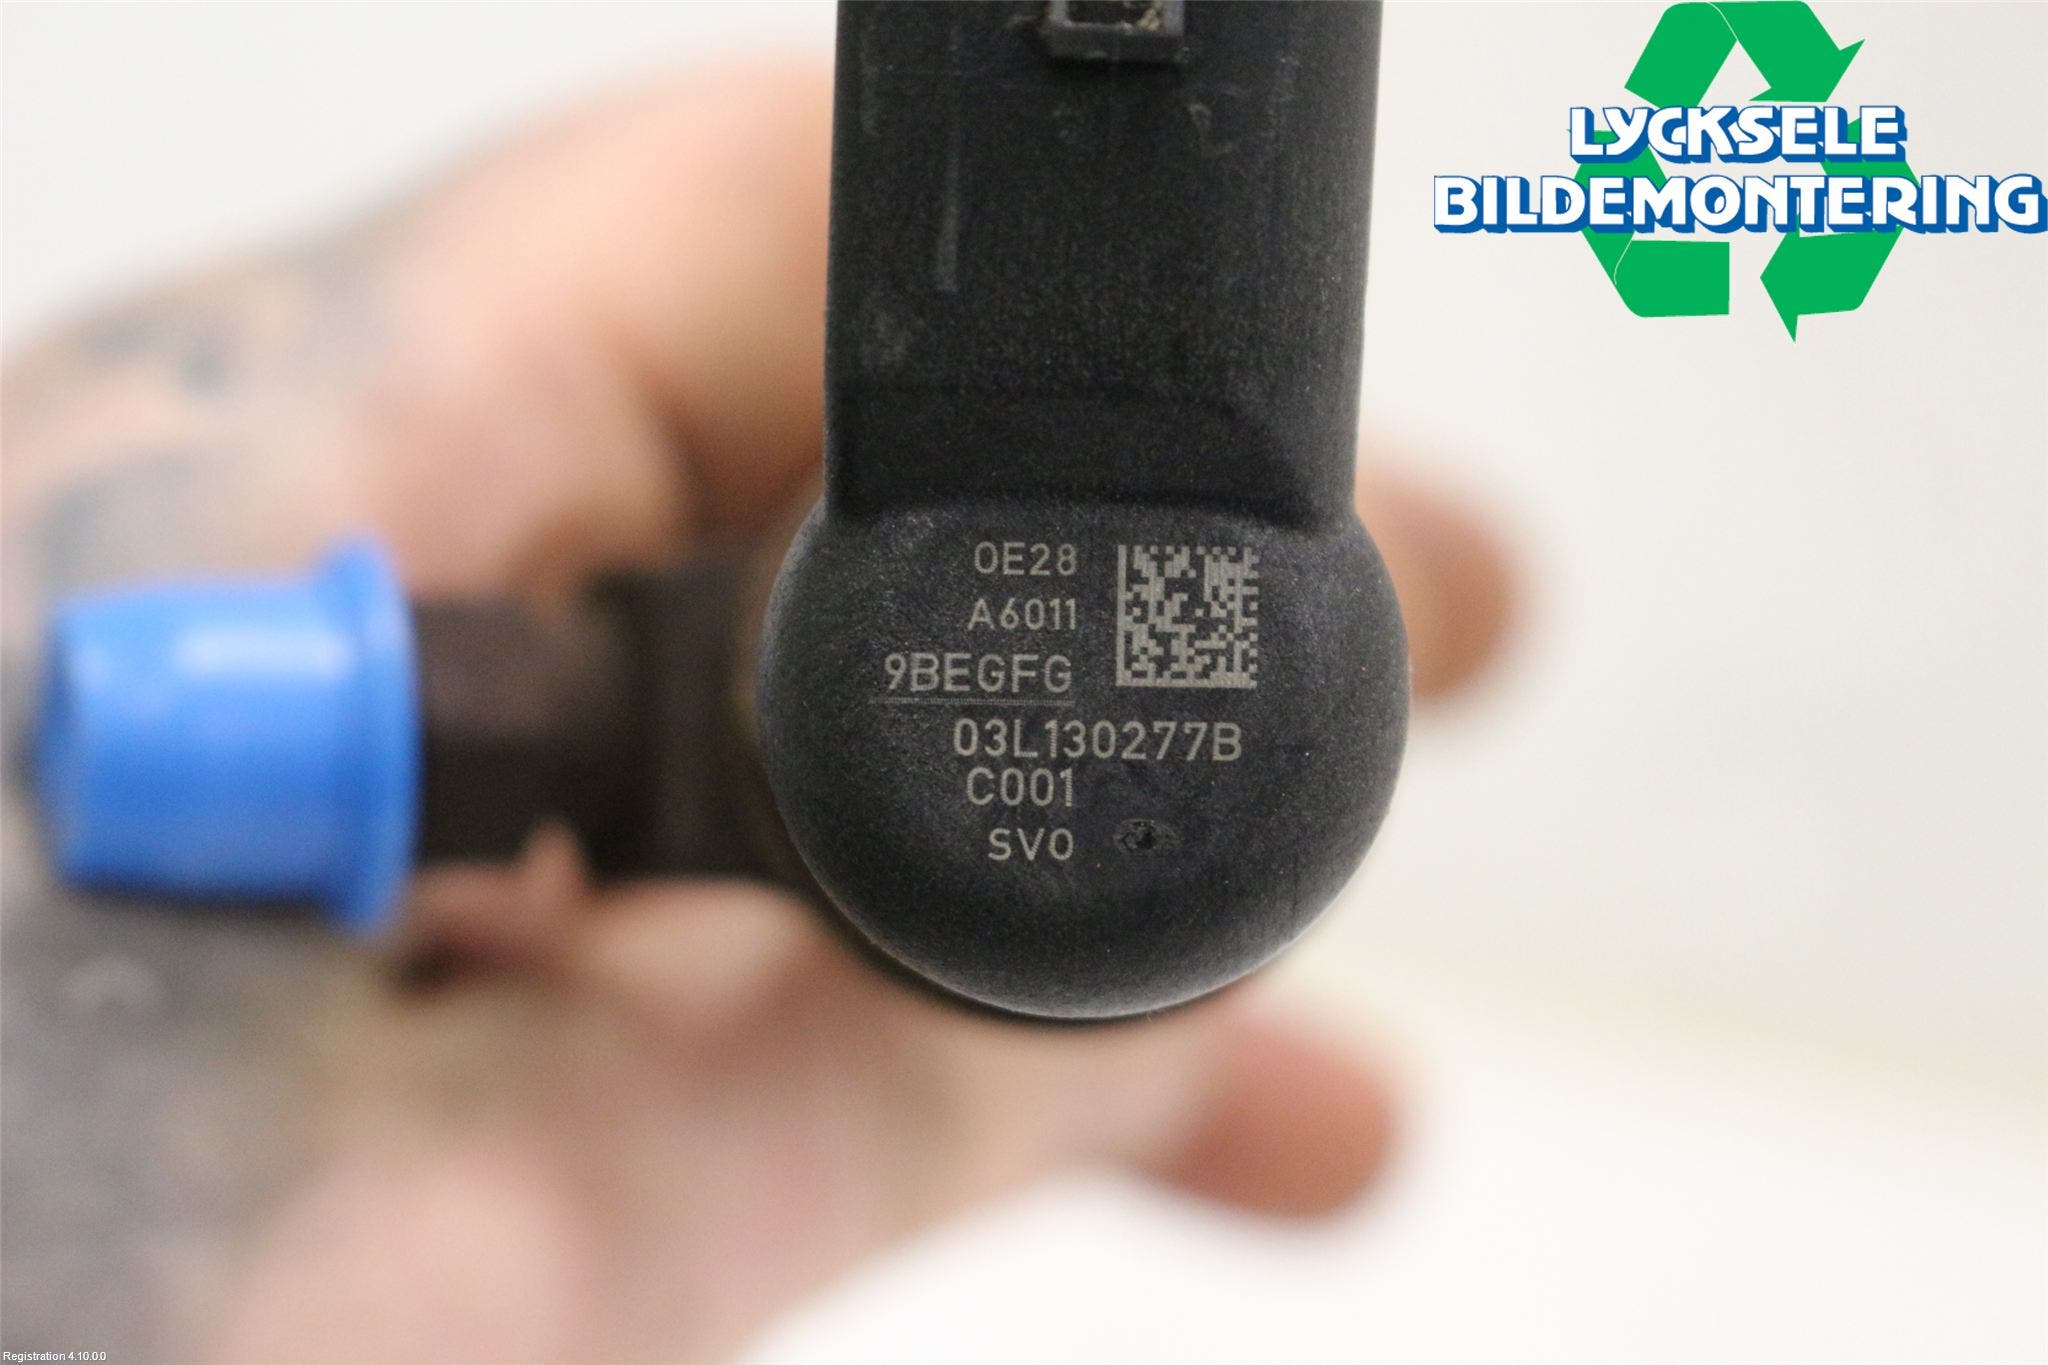 LYCKSELE
BILDEMONTERING
0E28
A6011
9BEGFG
03L130277B
C001
SV0
Registration 4.10.0.0